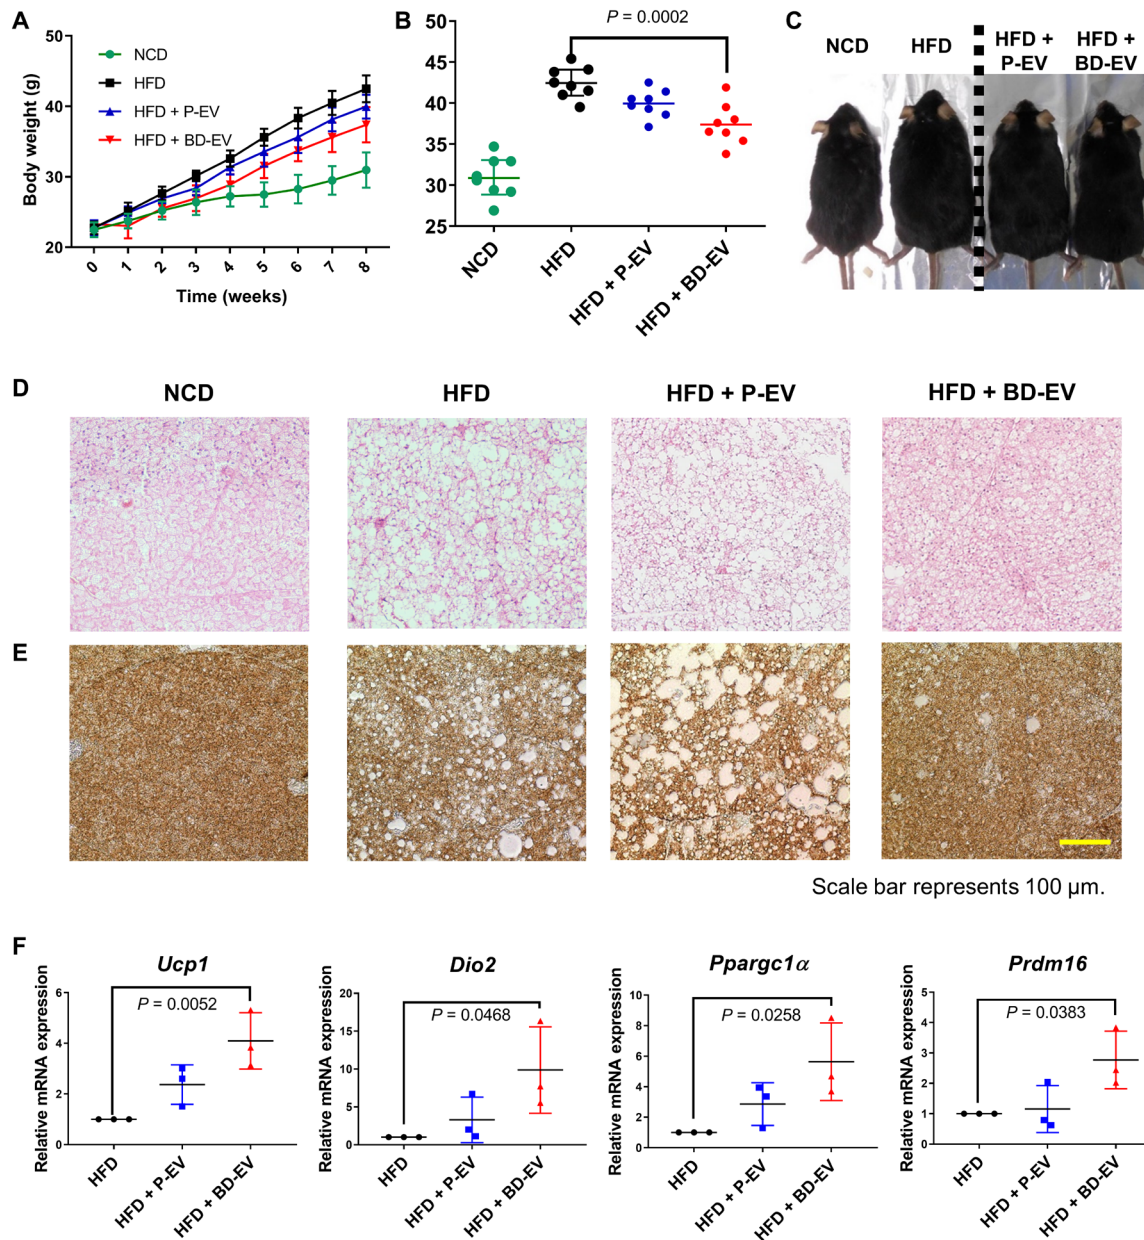 A
Body weight (g)
50
40
30
20
NCD
HFD
HFD + P-EV
HFD + BD-EV
0 1 2 3 4 5 6 7 8
Time (weeks)
B
P = 0.0002
50
45
40
35
30
25
NCD
HFD
HFD + P-EV
HFD + BD-EV
C
NCD
HFD
HFD +
P-EV
HFD +
BD-EV
D
NCD
HFD
HFD + P-EV
HFD + BD-EV
E
Scale bar represents 100 μm.
F
Ucp1
Relative mRNA expression
6
4
2
0
P = 0.0052
HFD
HFD + P-EV
HFD + BD-EV
Dio2
Relative mRNA expression
20
15
10
5
0
P = 0.0468
HFD
HFD + P-EV
HFD + BD-EV
Ppargc1α
Relative mRNA expression
10
8
6
4
2
0
P = 0.0258
HFD
HFD + P-EV
HFD + BD-EV
Prdm16
Relative mRNA expression
5
4
3
2
1
0
P = 0.0383
HFD
HFD + P-EV
HFD + BD-EV